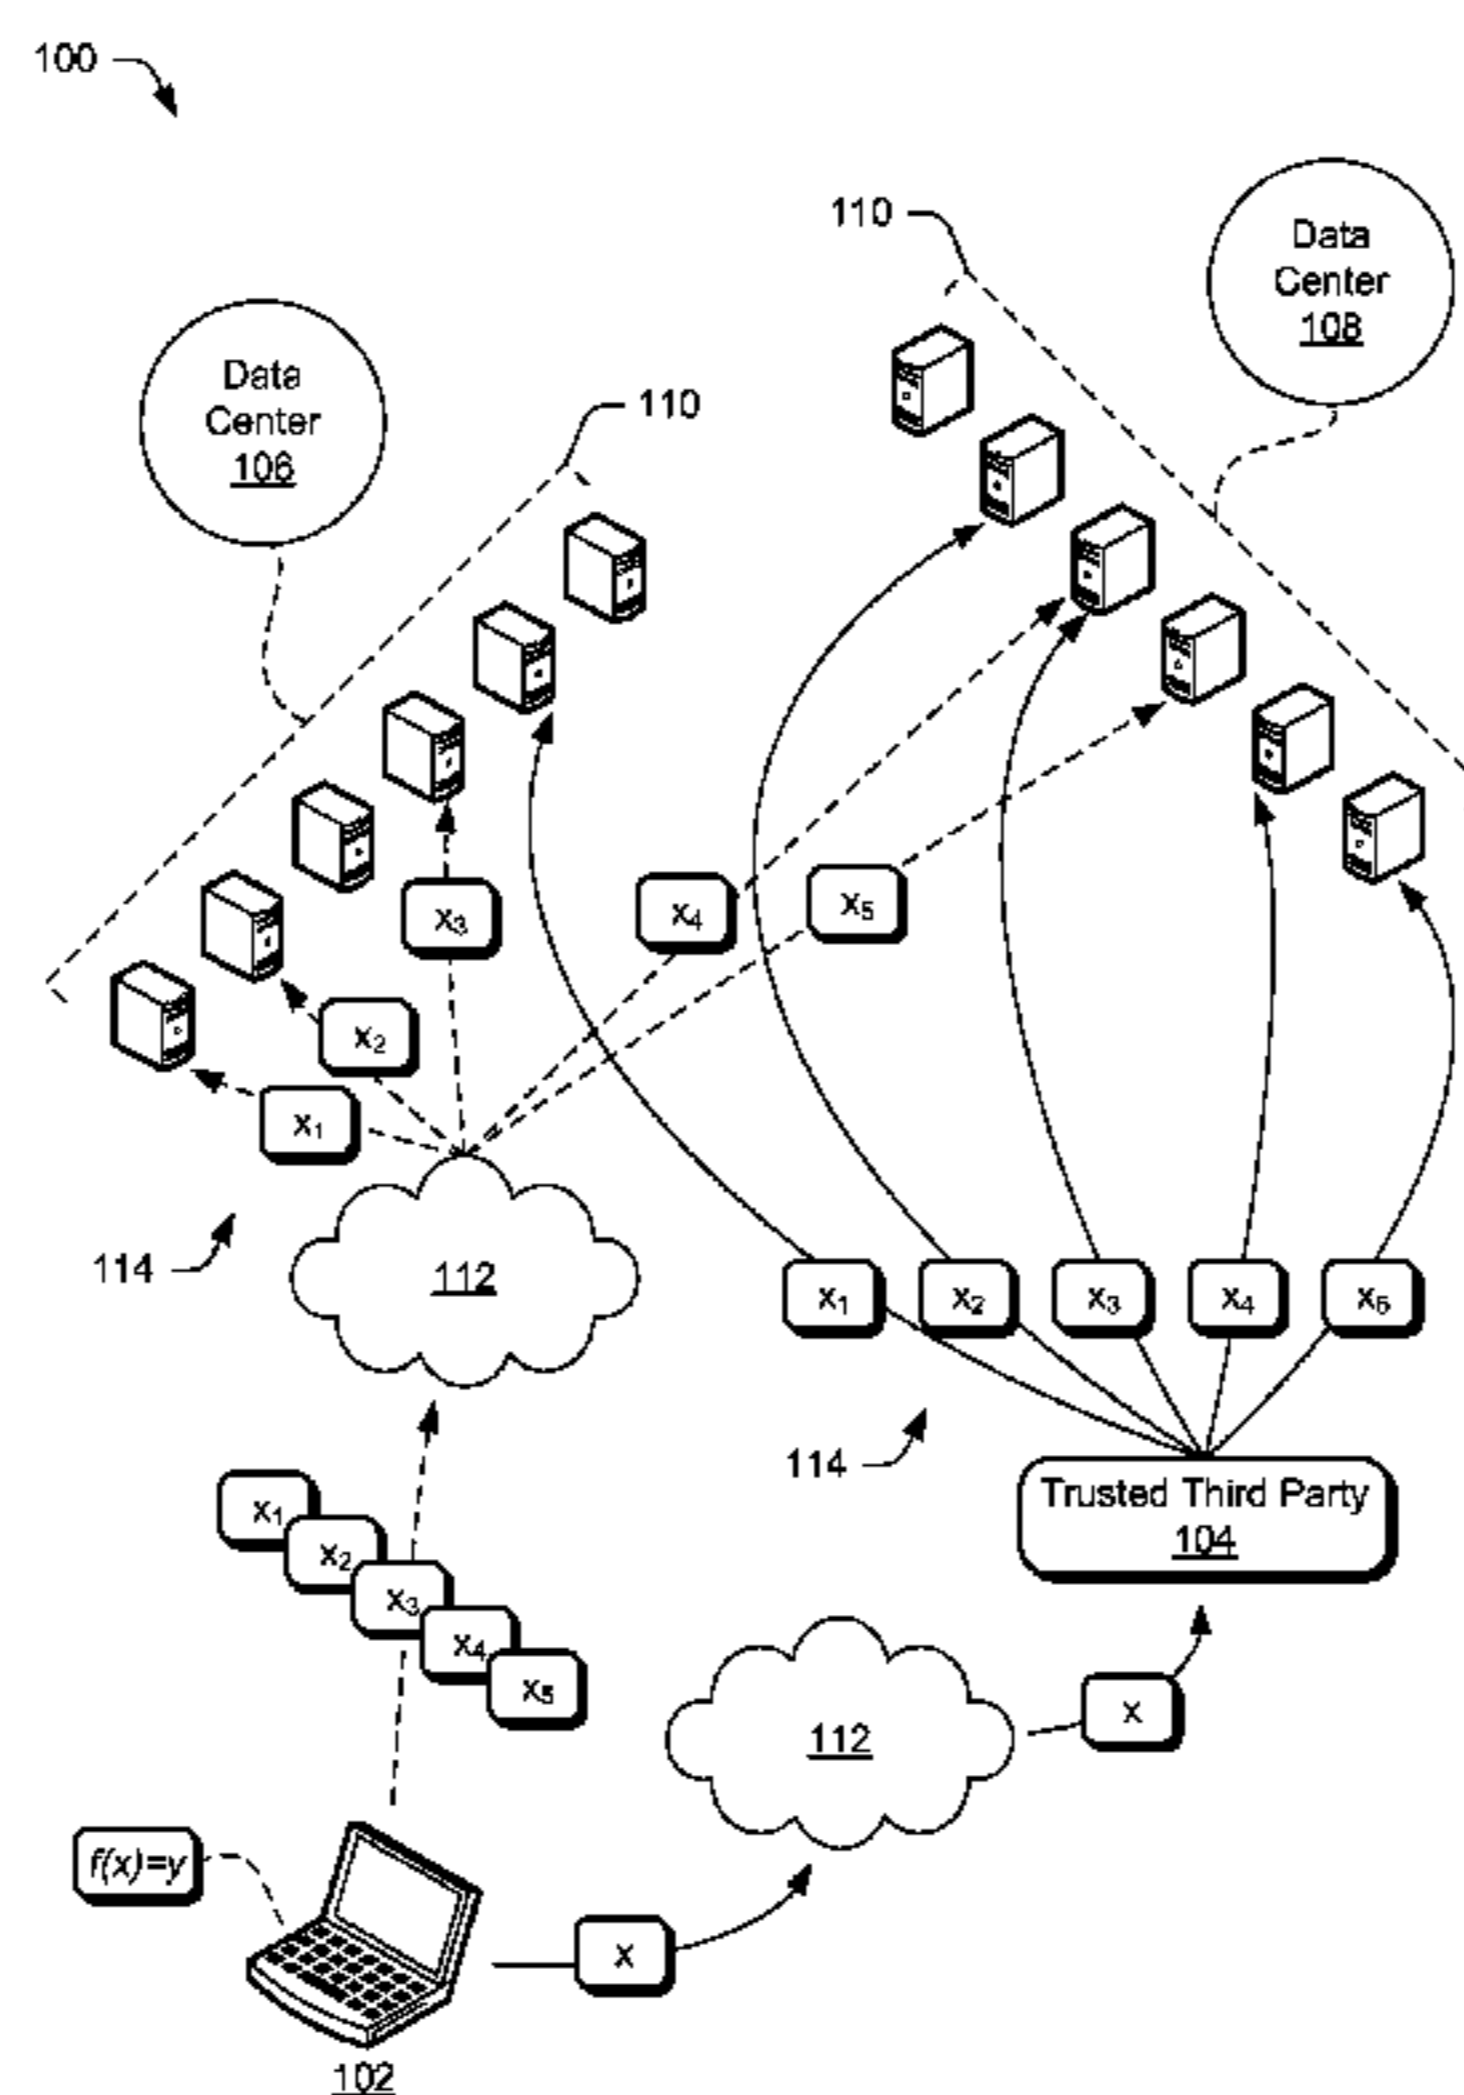 100
110
Data
Center
108
Data
Center
106
110
x₃
x₄
x₅
x₂
x₁
114
112
x₁
x₂
x₃
x₄
x₅
114
Trusted Third Party
104
x₁
x₂
x₃
x₄
x₅
112
x
f(x)=y
x
102